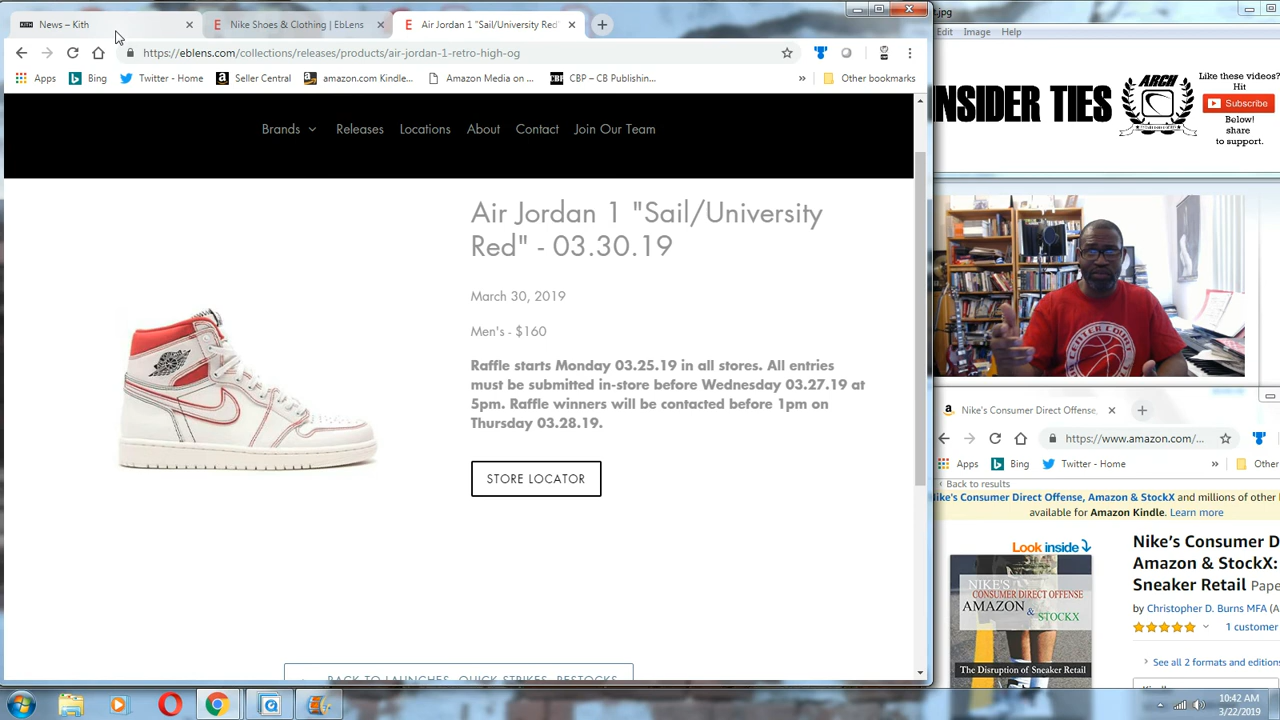 KITH News – Kith
E Nike Shoes & Clothing | EbLens
E Air Jordan 1 "Sail/University Red"
https://eblens.com/collections/releases/products/air-jordan-1-retro-high-og
Apps Bing Twitter - Home Seller Central amazon.com Kindle... Amazon Media on ... CBP – CB Publishin... » Other bookmarks
Brands Releases Locations About Contact Join Our Team
Air Jordan 1 "Sail/University
Red" - 03.30.19
March 30, 2019
Men's - $160
Raffle starts Monday 03.25.19 in all stores. All entries
must be submitted in-store before Wednesday 03.27.19 at
5pm. Raffle winners will be contacted before 1pm on
Thursday 03.28.19.
STORE LOCATOR
BACK TO LAUNCHES, QUICK STRIKES, RESTOCKS
.jpg
Edit Image Help
NSIDER TIES
ARCH
Like these videos?
Hit
Subscribe
Below!
share
to support.
CENTER COURT
Nike's Consumer Direct Offense,
https://www.amazon.com/...
Apps Bing Twitter - Home » Other
‹ Back to results
ike's Consumer Direct Offense, Amazon & StockX and millions of other
available for Amazon Kindle. Learn more
Look inside
NIKE'S
CONSUMER DIRECT OFFENSE
AMAZON
& STOCKX
The Disruption of Sneaker Retail
Nike's Consumer D
Amazon & StockX:
Sneaker Retail Pape
by Christopher D. Burns MFA (A
1 customer
See all 2 formats and editions
10:42 AM
3/22/2019